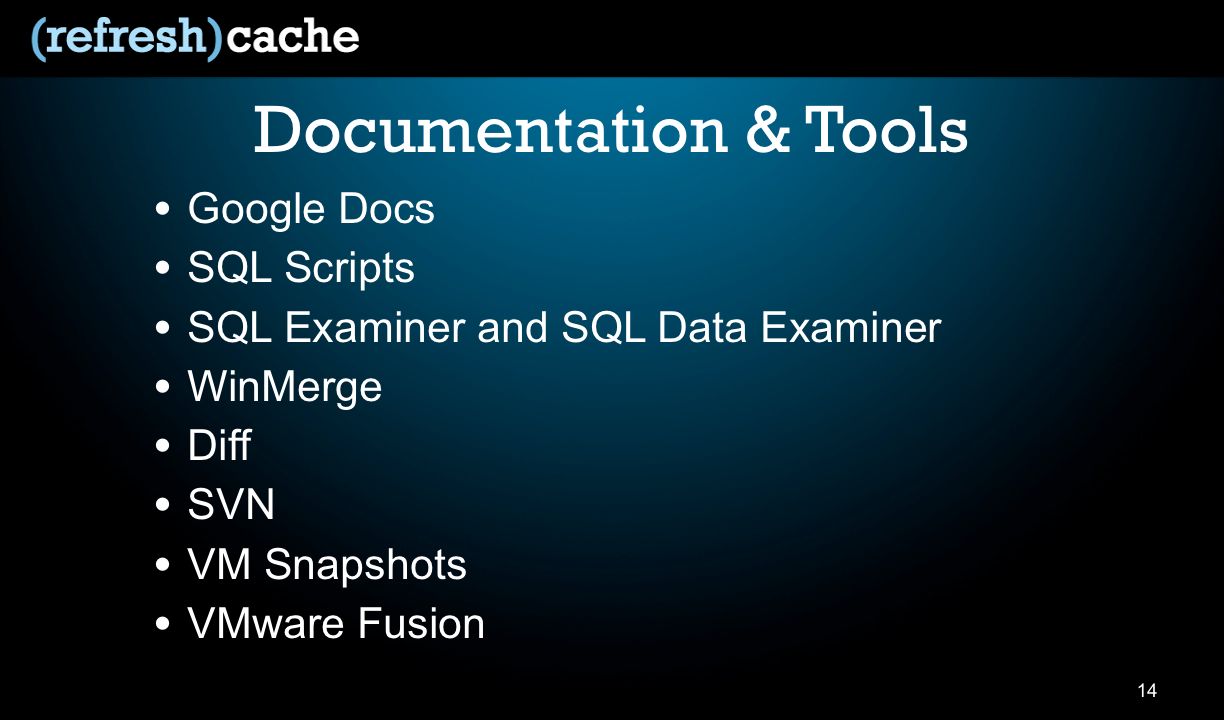 (refresh)cache
Documentation & Tools
• Google Docs
• SQL Scripts
• SQL Examiner and SQL Data Examiner
• WinMerge
• Diff
• SVN
• VM Snapshots
• VMware Fusion
14